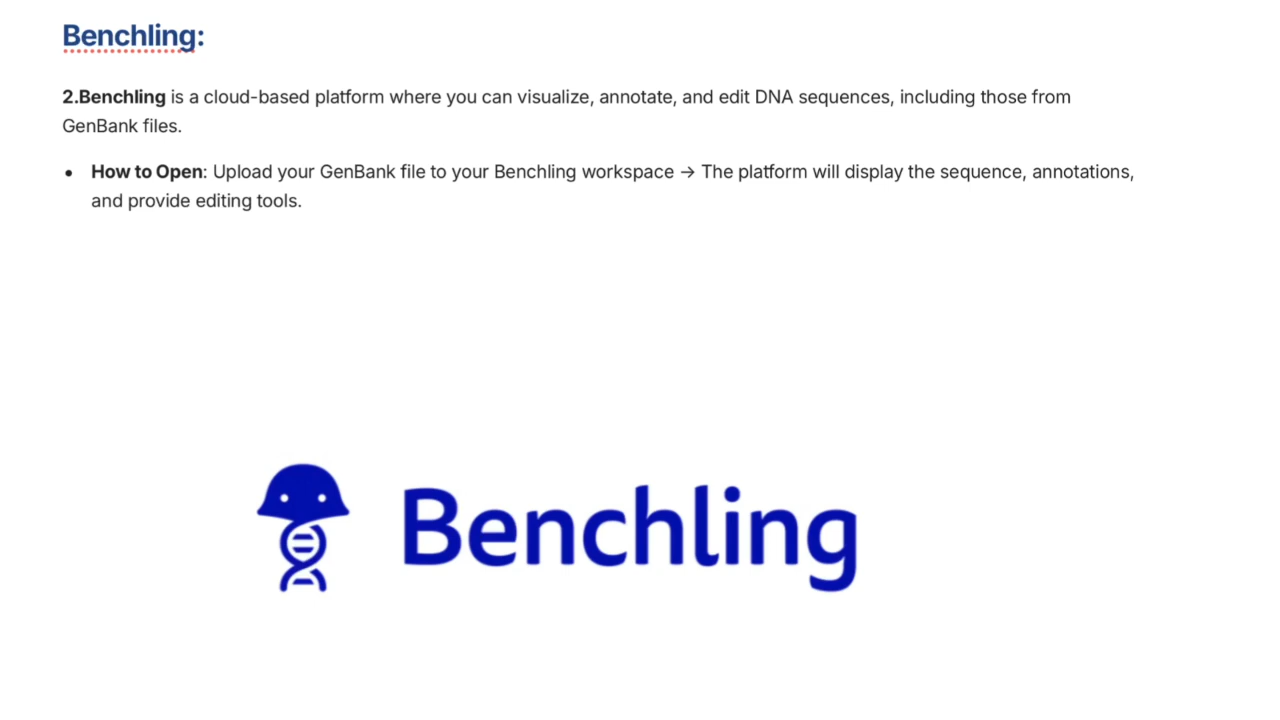 Benchling:
2.Benchling is a cloud-based platform where you can visualize, annotate, and edit DNA sequences, including those from
GenBank files.
• How to Open: Upload your GenBank file to your Benchling workspace → The platform will display the sequence, annotations,
and provide editing tools.
Benchling